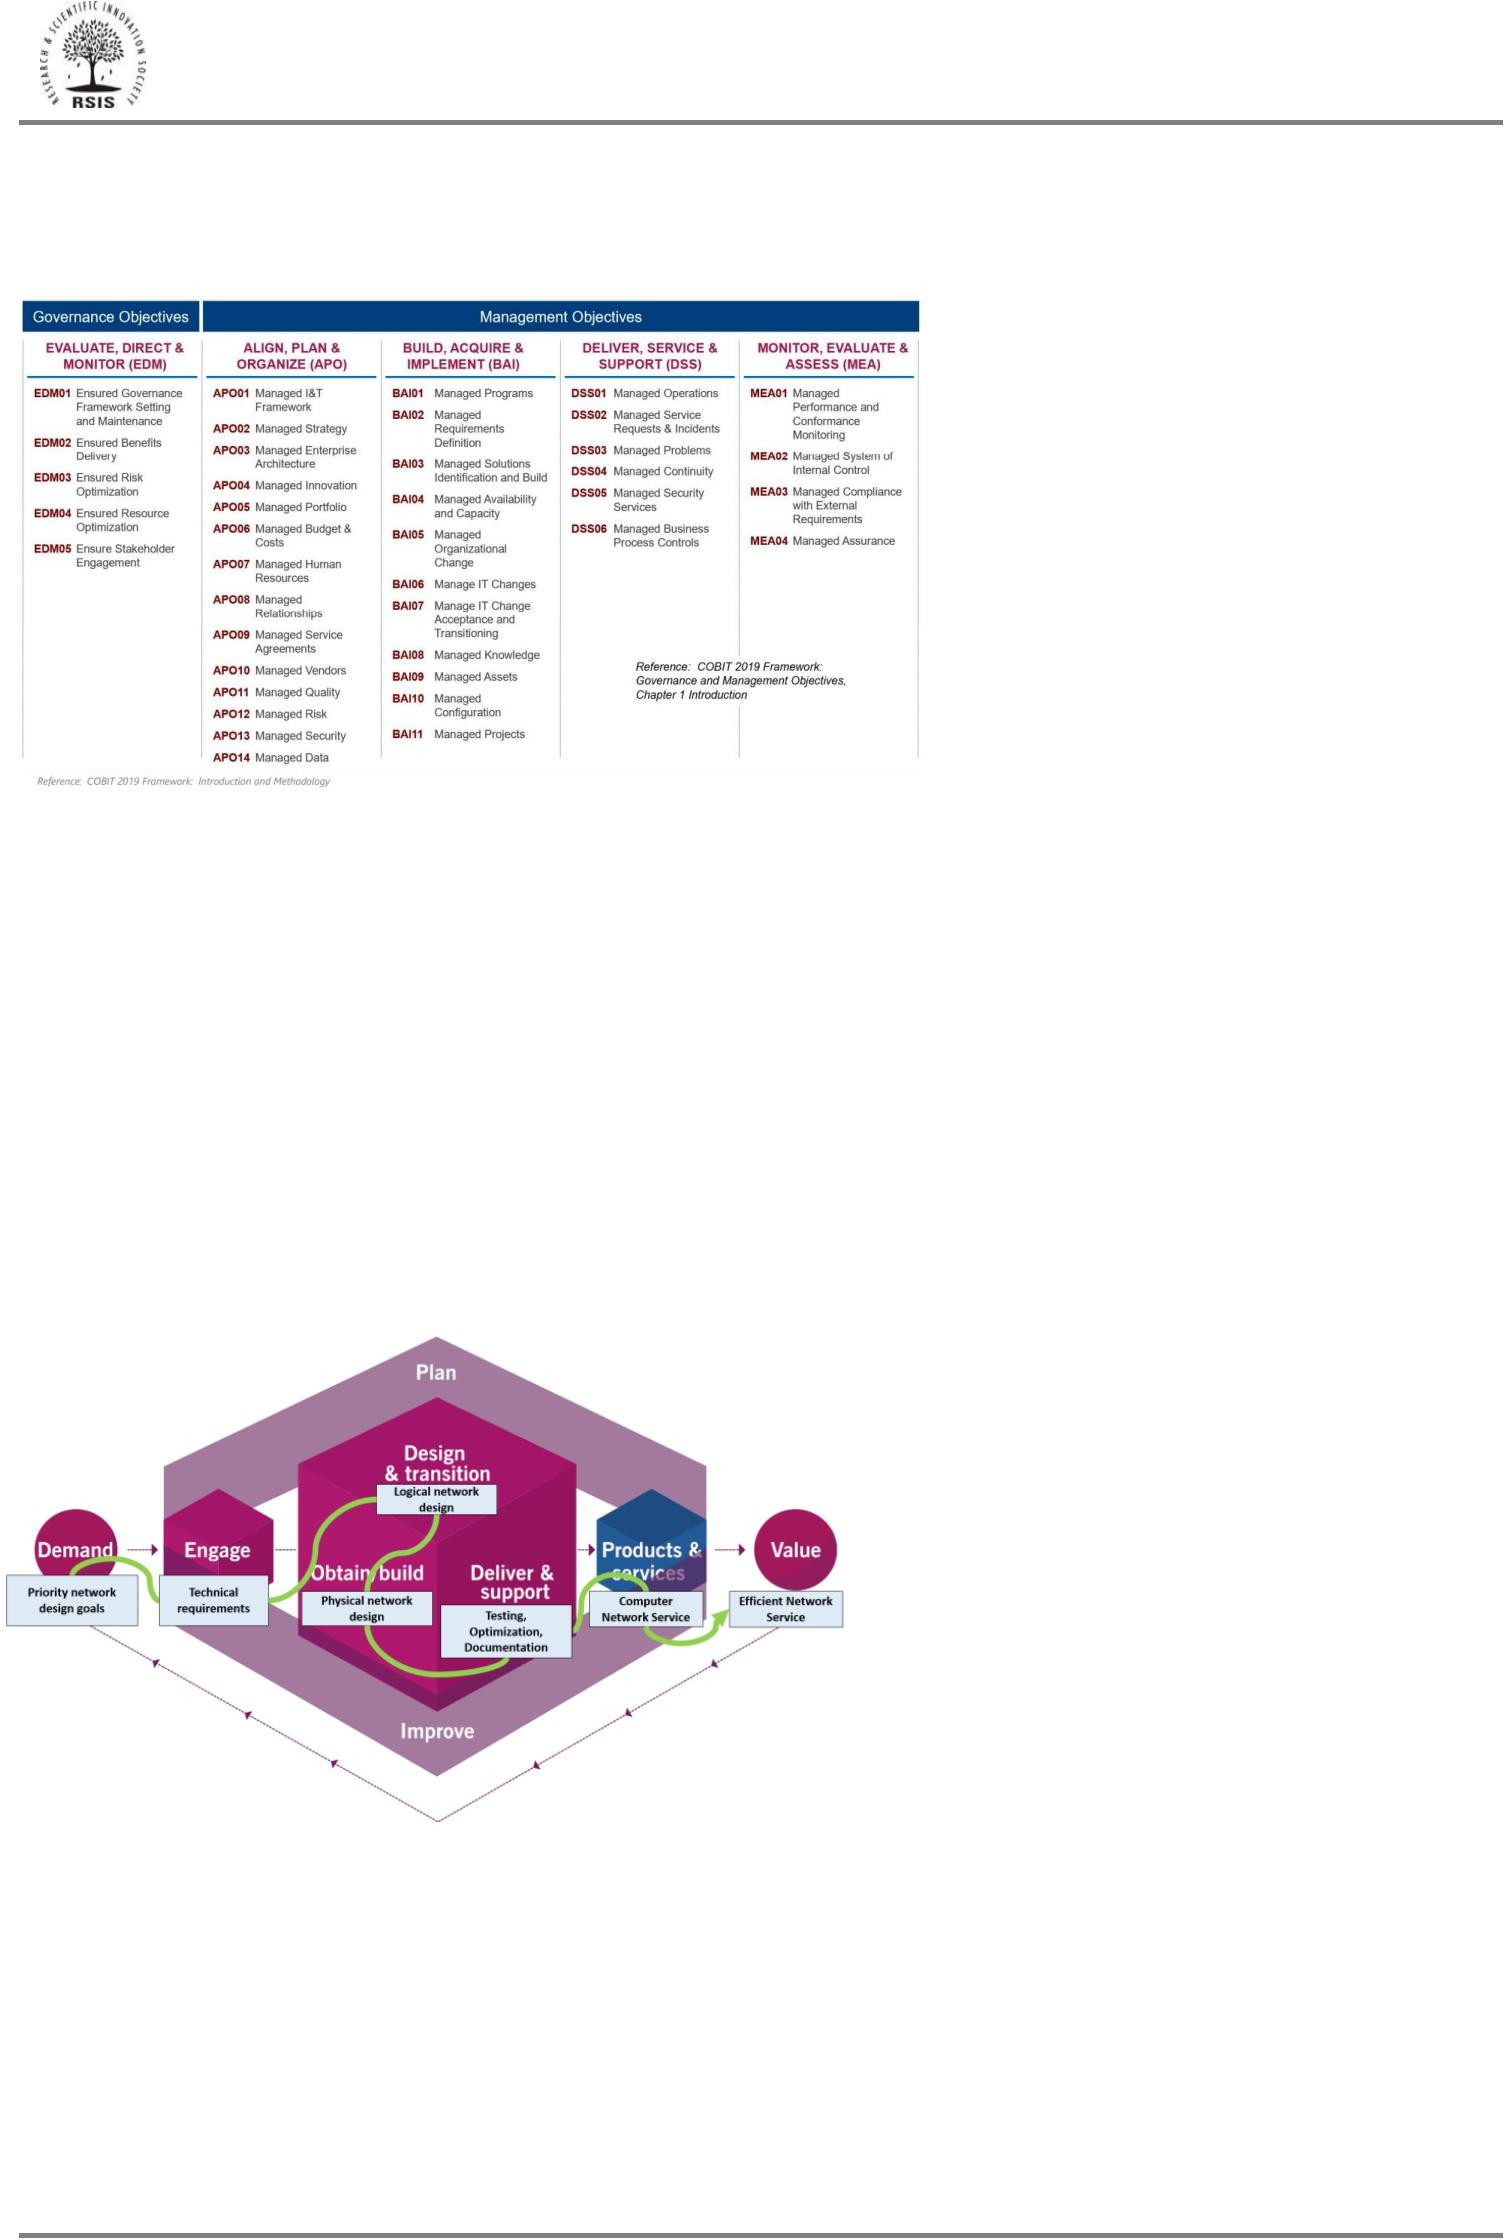 RESEARCH & SCIENTIFIC INNOVATION SOCIETY
RSIS
Governance Objectives
Management Objectives
EVALUATE, DIRECT &
MONITOR (EDM)
EDM01 Ensured Governance
Framework Setting
and Maintenance
EDM02 Ensured Benefits
Delivery
EDM03 Ensured Risk
Optimization
EDM04 Ensured Resource
Optimization
EDM05 Ensure Stakeholder
Engagement
ALIGN, PLAN &
ORGANIZE (APO)
APO01 Managed I&T
Framework
APO02 Managed Strategy
APO03 Managed Enterprise
Architecture
APO04 Managed Innovation
APO05 Managed Portfolio
APO06 Managed Budget &
Costs
APO07 Managed Human
Resources
APO08 Managed
Relationships
APO09 Managed Service
Agreements
APO10 Managed Vendors
APO11 Managed Quality
APO12 Managed Risk
APO13 Managed Security
APO14 Managed Data
BUILD, ACQUIRE &
IMPLEMENT (BAI)
BAI01 Managed Programs
BAI02 Managed
Requirements
Definition
BAI03 Managed Solutions
Identification and Build
BAI04 Managed Availability
and Capacity
BAI05 Managed
Organizational
Change
BAI06 Manage IT Changes
BAI07 Manage IT Change
Acceptance and
Transitioning
BAI08 Managed Knowledge
BAI09 Managed Assets
BAI10 Managed
Configuration
BAI11 Managed Projects
DELIVER, SERVICE &
SUPPORT (DSS)
DSS01 Managed Operations
DSS02 Managed Service
Requests & Incidents
DSS03 Managed Problems
DSS04 Managed Continuity
DSS05 Managed Security
Services
DSS06 Managed Business
Process Controls
MONITOR, EVALUATE &
ASSESS (MEA)
MEA01 Managed
Performance and
Conformance
Monitoring
MEA02 Managed System of
Internal Control
MEA03 Managed Compliance
with External
Requirements
MEA04 Managed Assurance
Reference: COBIT 2019 Framework:
Governance and Management Objectives,
Chapter 1 Introduction
Reference: COBIT 2019 Framework: Introduction and Methodology
Plan
Design
& transition
Logical network
design
Demand
Engage
Obtain/build
Deliver &
support
Products &
services
Value
Priority network
design goals
Technical
requirements
Physical network
design
Testing,
Optimization,
Documentation
Computer
Network Service
Efficient Network
Service
Improve